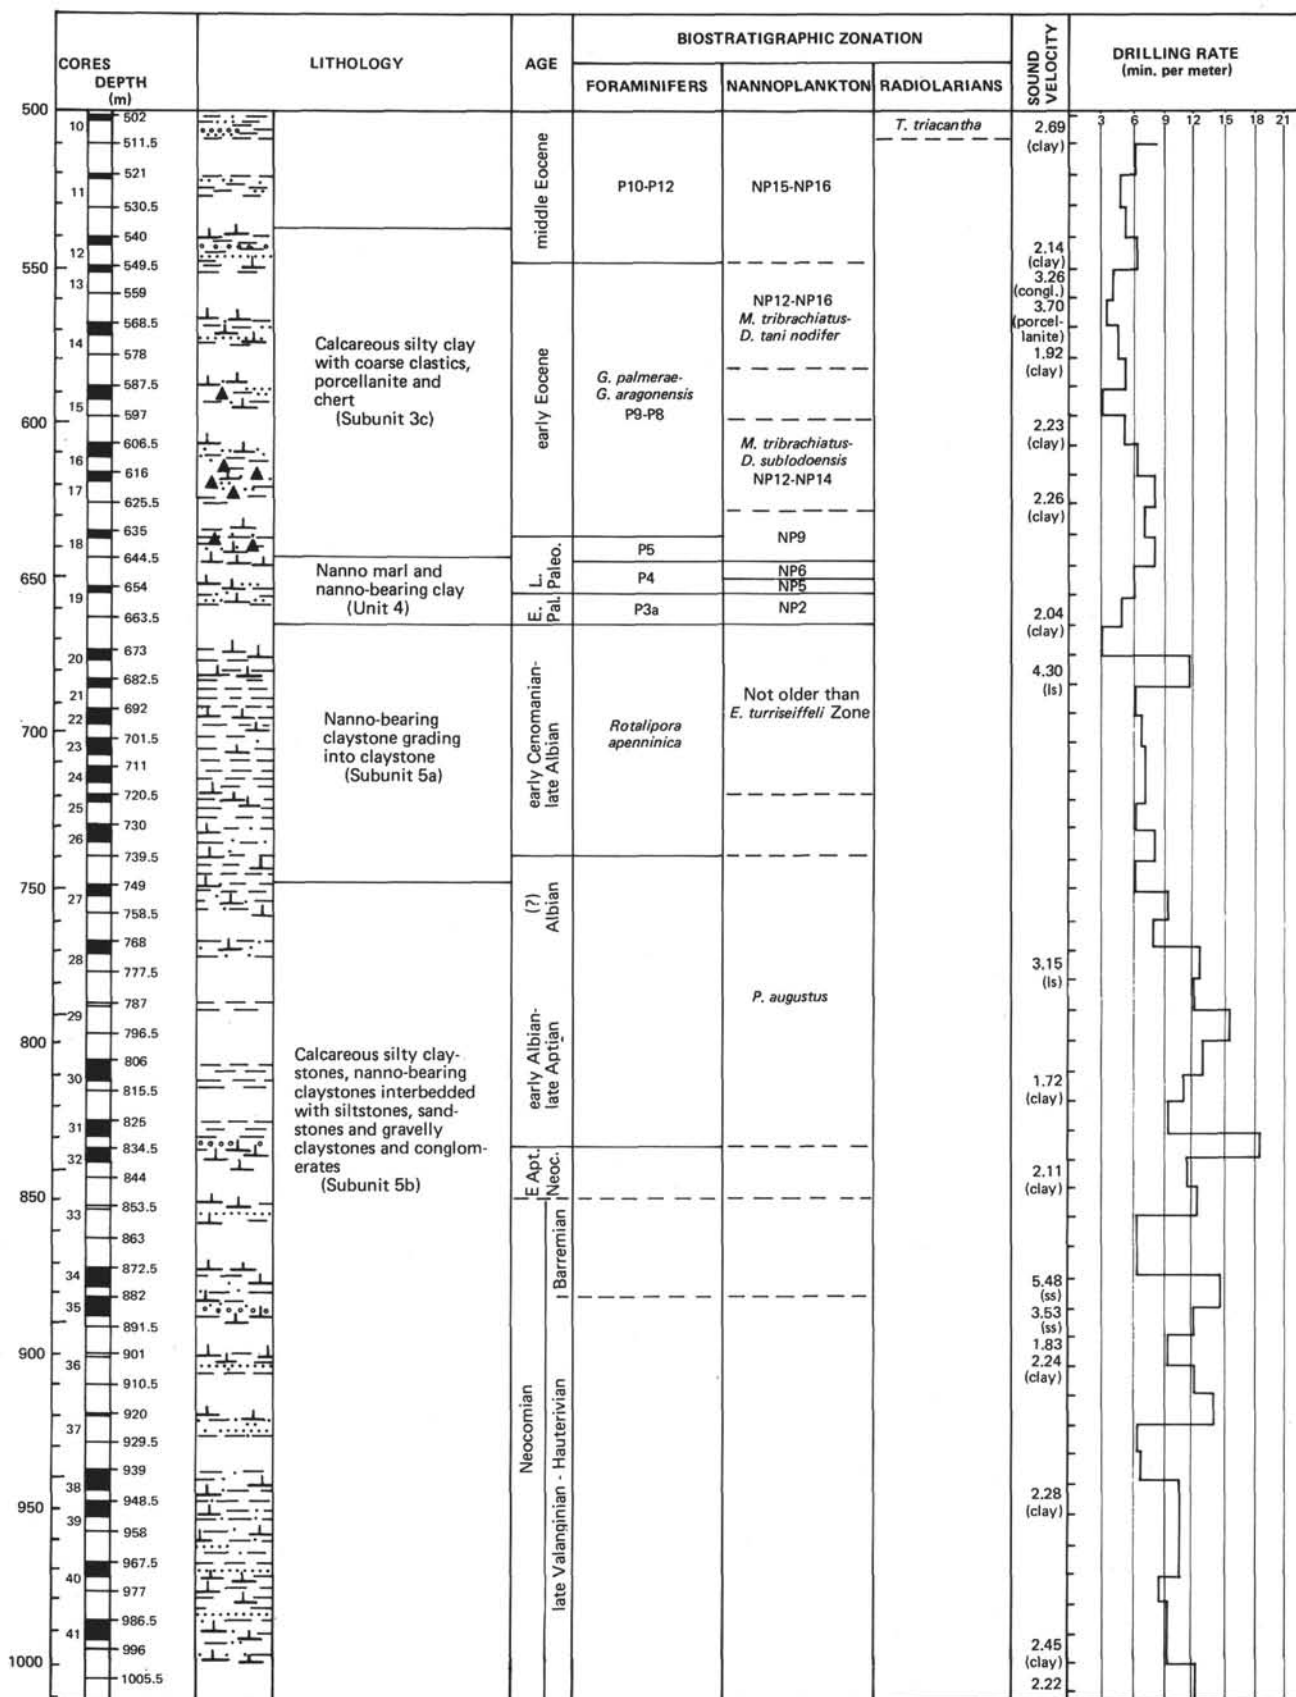 CORES
DEPTH
(m)
LITHOLOGY
AGE
BIOSTRATIGRAPHIC ZONATION
FORAMINIFERS
NANNOPLANKTON
RADIOLARIANS
SOUND
VELOCITY
DRILLING RATE
(min. per meter)
3 6 9 12 15 18 21
500
550
600
650
700
750
800
850
900
950
1000
10
11
12
13
14
15
16
17
18
19
20
21
22
23
24
25
26
27
28
29
30
31
32
33
34
35
36
37
38
39
40
41
502
511.5
521
530.5
540
549.5
559
568.5
578
587.5
597
606.5
616
625.5
635
644.5
654
663.5
673
682.5
692
701.5
711
720.5
730
739.5
749
758.5
768
777.5
787
796.5
806
815.5
825
834.5
844
853.5
863
872.5
882
891.5
901
910.5
920
929.5
939
948.5
958
967.5
977
986.5
996
1005.5
Calcareous silty clay
with coarse clastics,
porcellanite and
chert
(Subunit 3c)
Nanno marl and
nanno-bearing clay
(Unit 4)
Nanno-bearing
claystone grading
into claystone
(Subunit 5a)
Calcareous silty clay-
stones, nanno-bearing
claystones interbedded
with siltstones, sand-
stones and gravelly
claystones and conglom-
erates
(Subunit 5b)
middle Eocene
early Eocene
L.
Paleo.
E.
Pal.
early Cenomanian-
late Albian
(?)
Albian
early Albian-
late Aptian
E Apt.
Neoc.
Neocomian
Barremian
late Valanginian - Hauterivian
P10-P12
G. palmerae-
G. aragonensis
P9-P8
P5
P4
P3a
Rotalipora
apenninica
NP15-NP16
NP12-NP16
M. tribrachiatus-
D. tani nodifer
M. tribrachiatus-
D. sublodoensis
NP12-NP14
NP9
NP6
NP5
NP2
Not older than
E. turriseiffeli Zone
P. augustus
T. triacantha
2.69
(clay)
2.14
(clay)
3.26
(congl.)
3.70
(porcel-
lanite)
1.92
(clay)
2.23
(clay)
2.26
(clay)
2.04
(clay)
4.30
(ls)
3.15
(ls)
1.72
(clay)
2.11
(clay)
5.48
(ss)
3.53
(ss)
1.83
2.24
(clay)
2.28
(clay)
2.45
(clay)
2.22